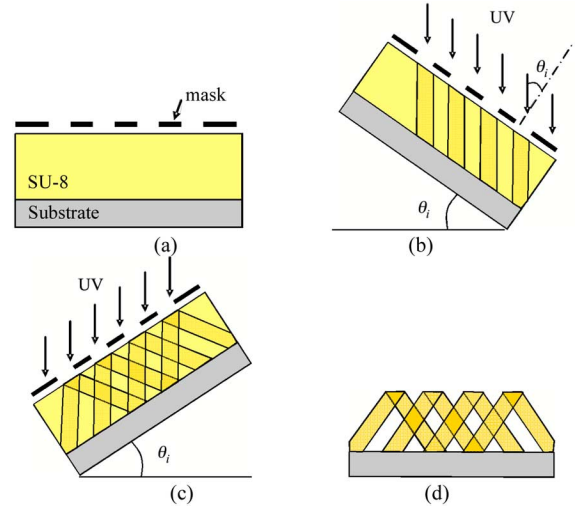 mask
SU-8
Substrate
(a)
UV
θi
θi
(b)
UV
θi
(c)
(d)